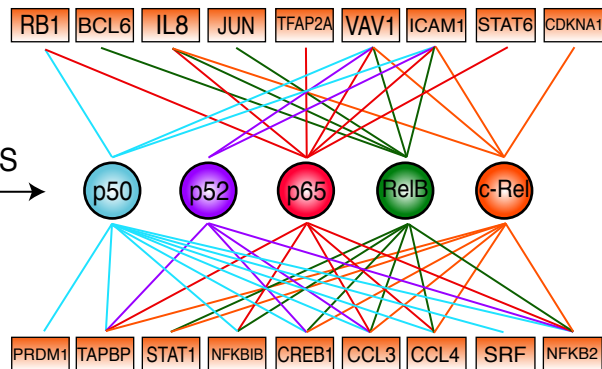 RB1 BCL6 IL8 JUN TFAP2A VAV1 ICAM1 STAT6 CDKNA1
S
p50 p52 p65 RelB c-Rel
PRDM1 TAPBP STAT1 NFKBIB CREB1 CCL3 CCL4 SRF NFKB2